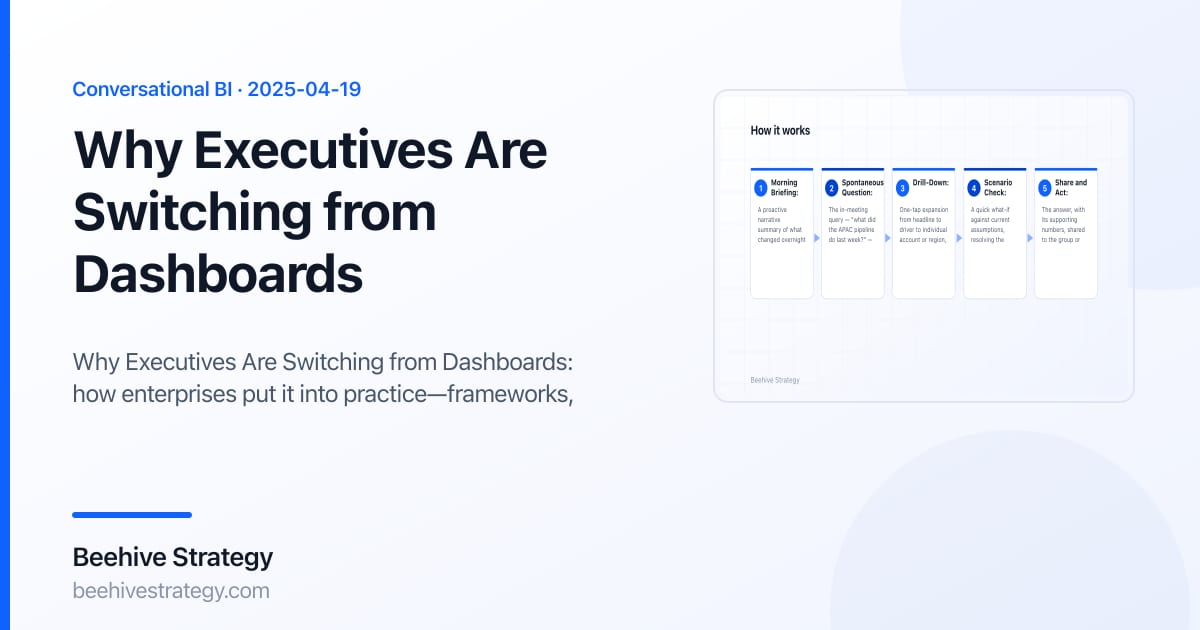 Conversational BI · 2025-04-19
Why Executives Are
Switching from
Dashboards
Why Executives Are Switching from Dashboards:
how enterprises put it into practice—frameworks,
Beehive Strategy
beehivestrategy.com
How it works
1
Morning
Briefing:
A proactive
narrative
summary of what
changed overnight
2
Spontaneous
Question:
The in-meeting
query — "what did
the APAC pipeline
do last week?" —
3
Drill-Down:
One-tap expansion
from headline to
driver to individual
account or region,
4
Scenario
Check:
A quick what-if
against current
assumptions,
resolving the
5
Share and
Act:
The answer, with
its supporting
numbers, shared
to the group or
Beehive Strategy